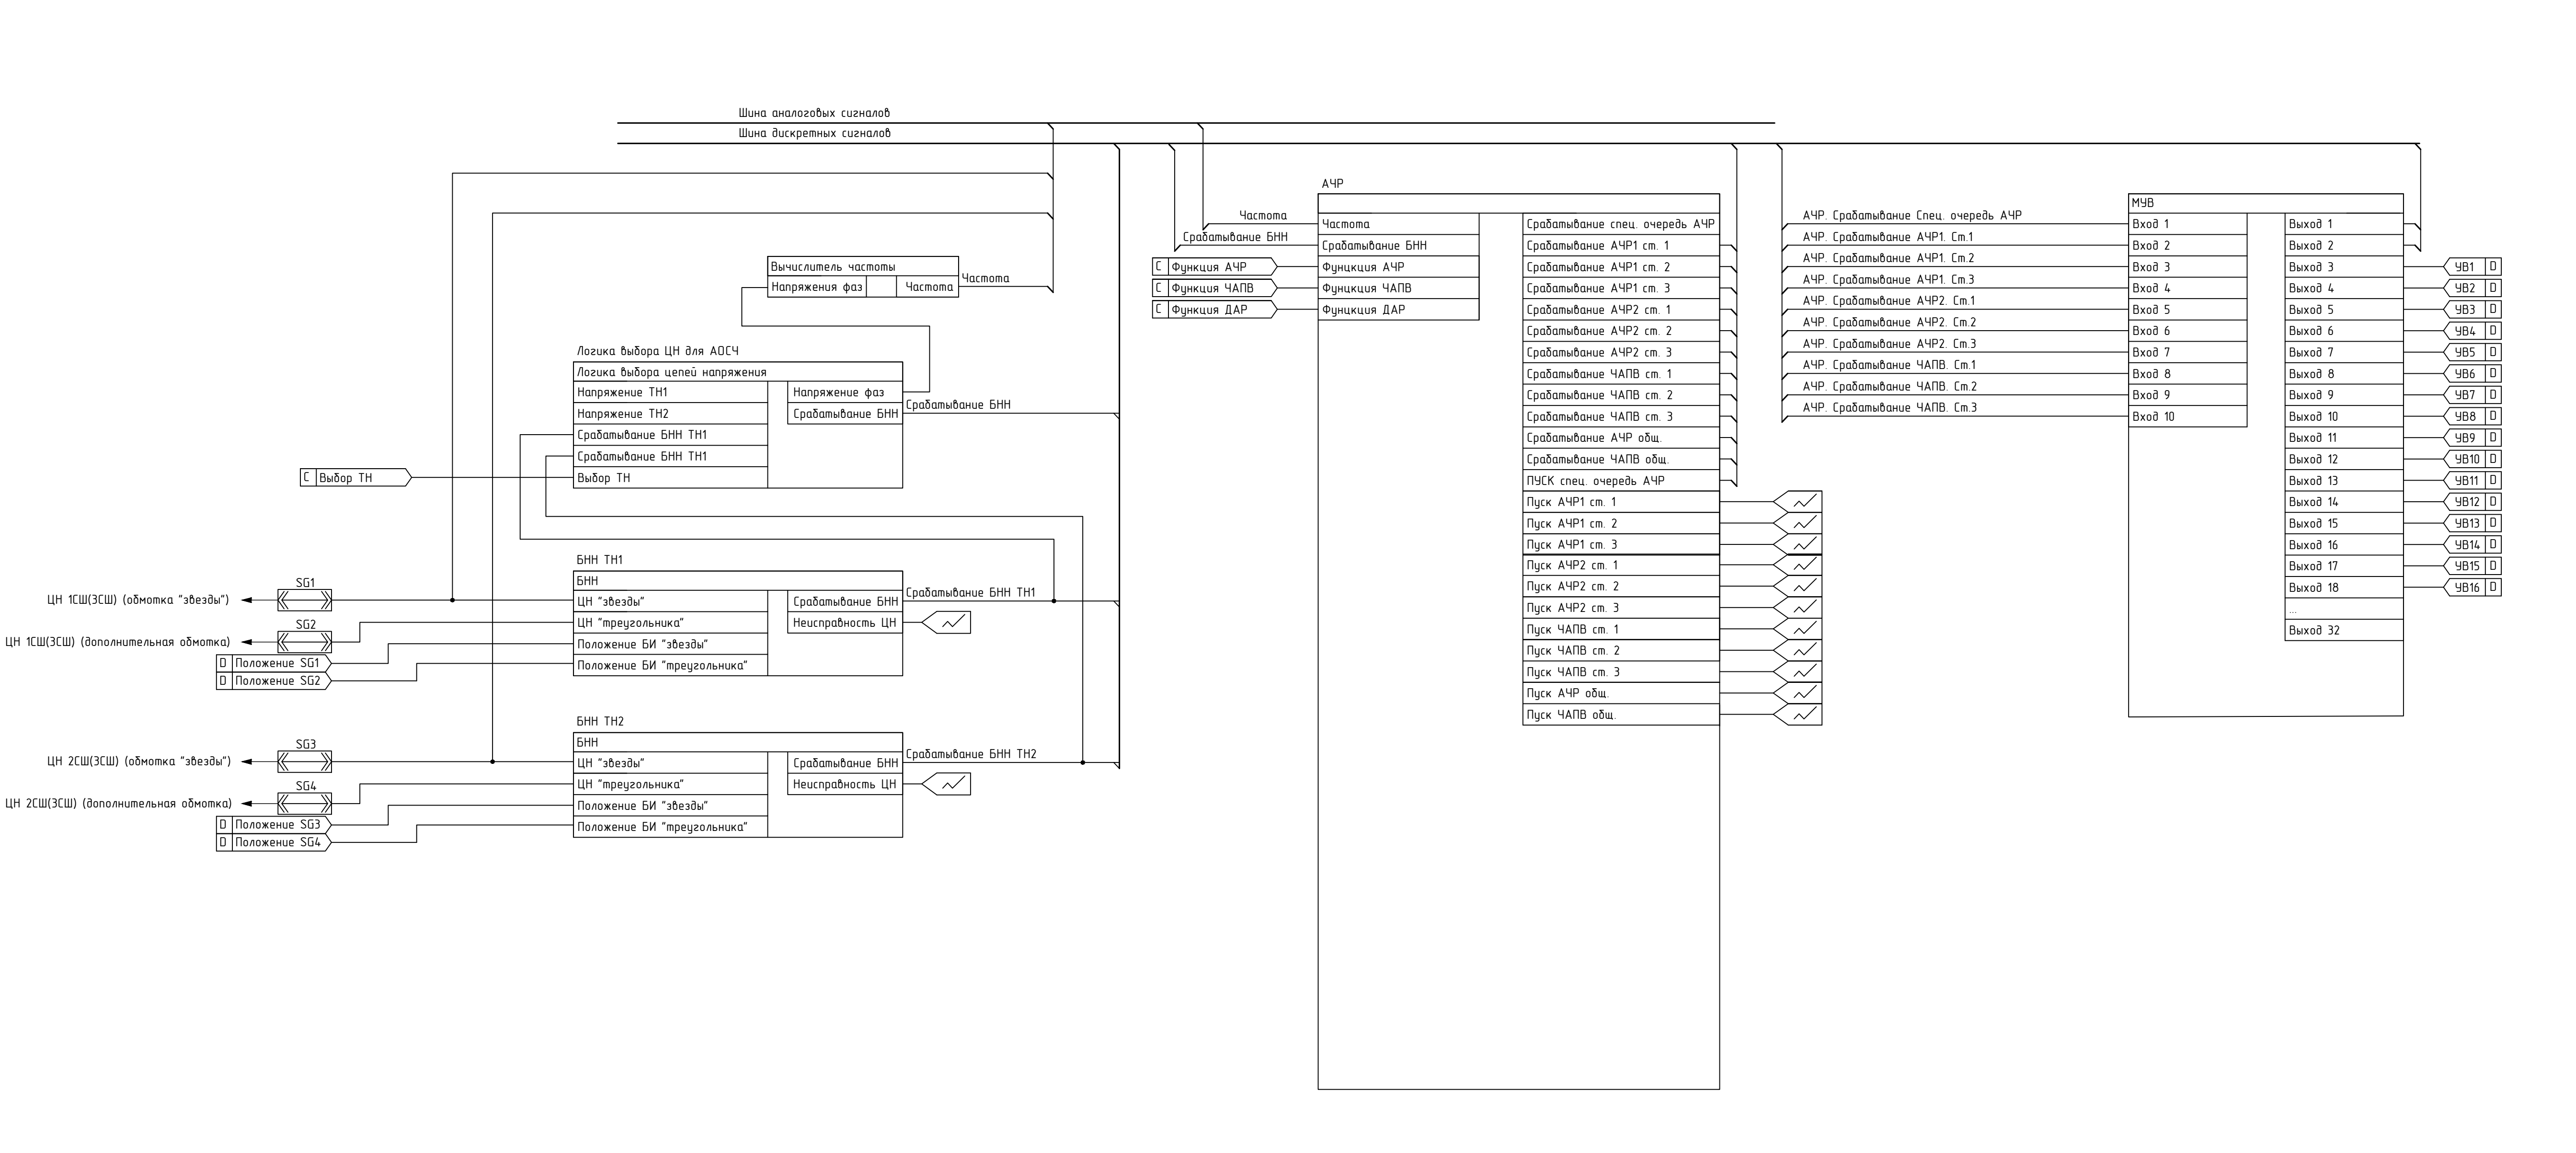 Шина аналоговых сигналов
Шина дискретных сигналов
Вычислитель частоты
Напряжения фаз
Частота
Частота
Логика выбора ЦН для АОСЧ
Логика выбора цепей напряжения
Напряжение ТН1
Напряжение ТН2
Срабатывание БНН ТН1
Срабатывание БНН ТН1
Выбор ТН
Напряжение фаз
Срабатывание БНН
Срабатывание БНН
С Выбор ТН
БНН ТН1
БНН
ЦН "звезды"
ЦН "треугольника"
Положение БИ "звезды"
Положение БИ "треугольника"
Срабатывание БНН
Неисправность ЦН
Срабатывание БНН ТН1
SG1
ЦН 1СШ(3СШ) (обмотка "звезды")
SG2
ЦН 1СШ(3СШ) (дополнительная обмотка)
D Положение SG1
D Положение SG2
БНН ТН2
БНН
ЦН "звезды"
ЦН "треугольника"
Положение БИ "звезды"
Положение БИ "треугольника"
Срабатывание БНН
Неисправность ЦН
Срабатывание БНН ТН2
SG3
ЦН 2СШ(3СШ) (обмотка "звезды")
SG4
ЦН 2СШ(3СШ) (дополнительная обмотка)
D Положение SG3
D Положение SG4
АЧР
Частота
Срабатывание БНН
С Функция АЧР
С Функция ЧАПВ
С Функция ДАР
Частота
Срабатывание БНН
Фунцкция АЧР
Фунцкция ЧАПВ
Фунцкция ДАР
Срабатывание спец. очередь АЧР
Срабатывание АЧР1 ст. 1
Срабатывание АЧР1 ст. 2
Срабатывание АЧР1 ст. 3
Срабатывание АЧР2 ст. 1
Срабатывание АЧР2 ст. 2
Срабатывание АЧР2 ст. 3
Срабатывание ЧАПВ ст. 1
Срабатывание ЧАПВ ст. 2
Срабатывание ЧАПВ ст. 3
Срабатывание АЧР общ.
Срабатывание ЧАПВ общ.
ПУСК спец. очередь АЧР
Пуск АЧР1 ст. 1
Пуск АЧР1 ст. 2
Пуск АЧР1 ст. 3
Пуск АЧР2 ст. 1
Пуск АЧР2 ст. 2
Пуск АЧР2 ст. 3
Пуск ЧАПВ ст. 1
Пуск ЧАПВ ст. 2
Пуск ЧАПВ ст. 3
Пуск АЧР общ.
Пуск ЧАПВ общ.
АЧР. Срабатывание Спец. очередь АЧР
АЧР. Срабатывание АЧР1. Ст.1
АЧР. Срабатывание АЧР1. Ст.2
АЧР. Срабатывание АЧР1. Ст.3
АЧР. Срабатывание АЧР2. Ст.1
АЧР. Срабатывание АЧР2. Ст.2
АЧР. Срабатывание АЧР2. Ст.3
АЧР. Срабатывание ЧАПВ. Ст.1
АЧР. Срабатывание ЧАПВ. Ст.2
АЧР. Срабатывание ЧАПВ. Ст.3
МУВ
Вход 1
Вход 2
Вход 3
Вход 4
Вход 5
Вход 6
Вход 7
Вход 8
Вход 9
Вход 10
Выход 1
Выход 2
Выход 3
Выход 4
Выход 5
Выход 6
Выход 7
Выход 8
Выход 9
Выход 10
Выход 11
Выход 12
Выход 13
Выход 14
Выход 15
Выход 16
Выход 17
Выход 18
...
Выход 32
УВ1 D
УВ2 D
УВ3 D
УВ4 D
УВ5 D
УВ6 D
УВ7 D
УВ8 D
УВ9 D
УВ10 D
УВ11 D
УВ12 D
УВ13 D
УВ14 D
УВ15 D
УВ16 D